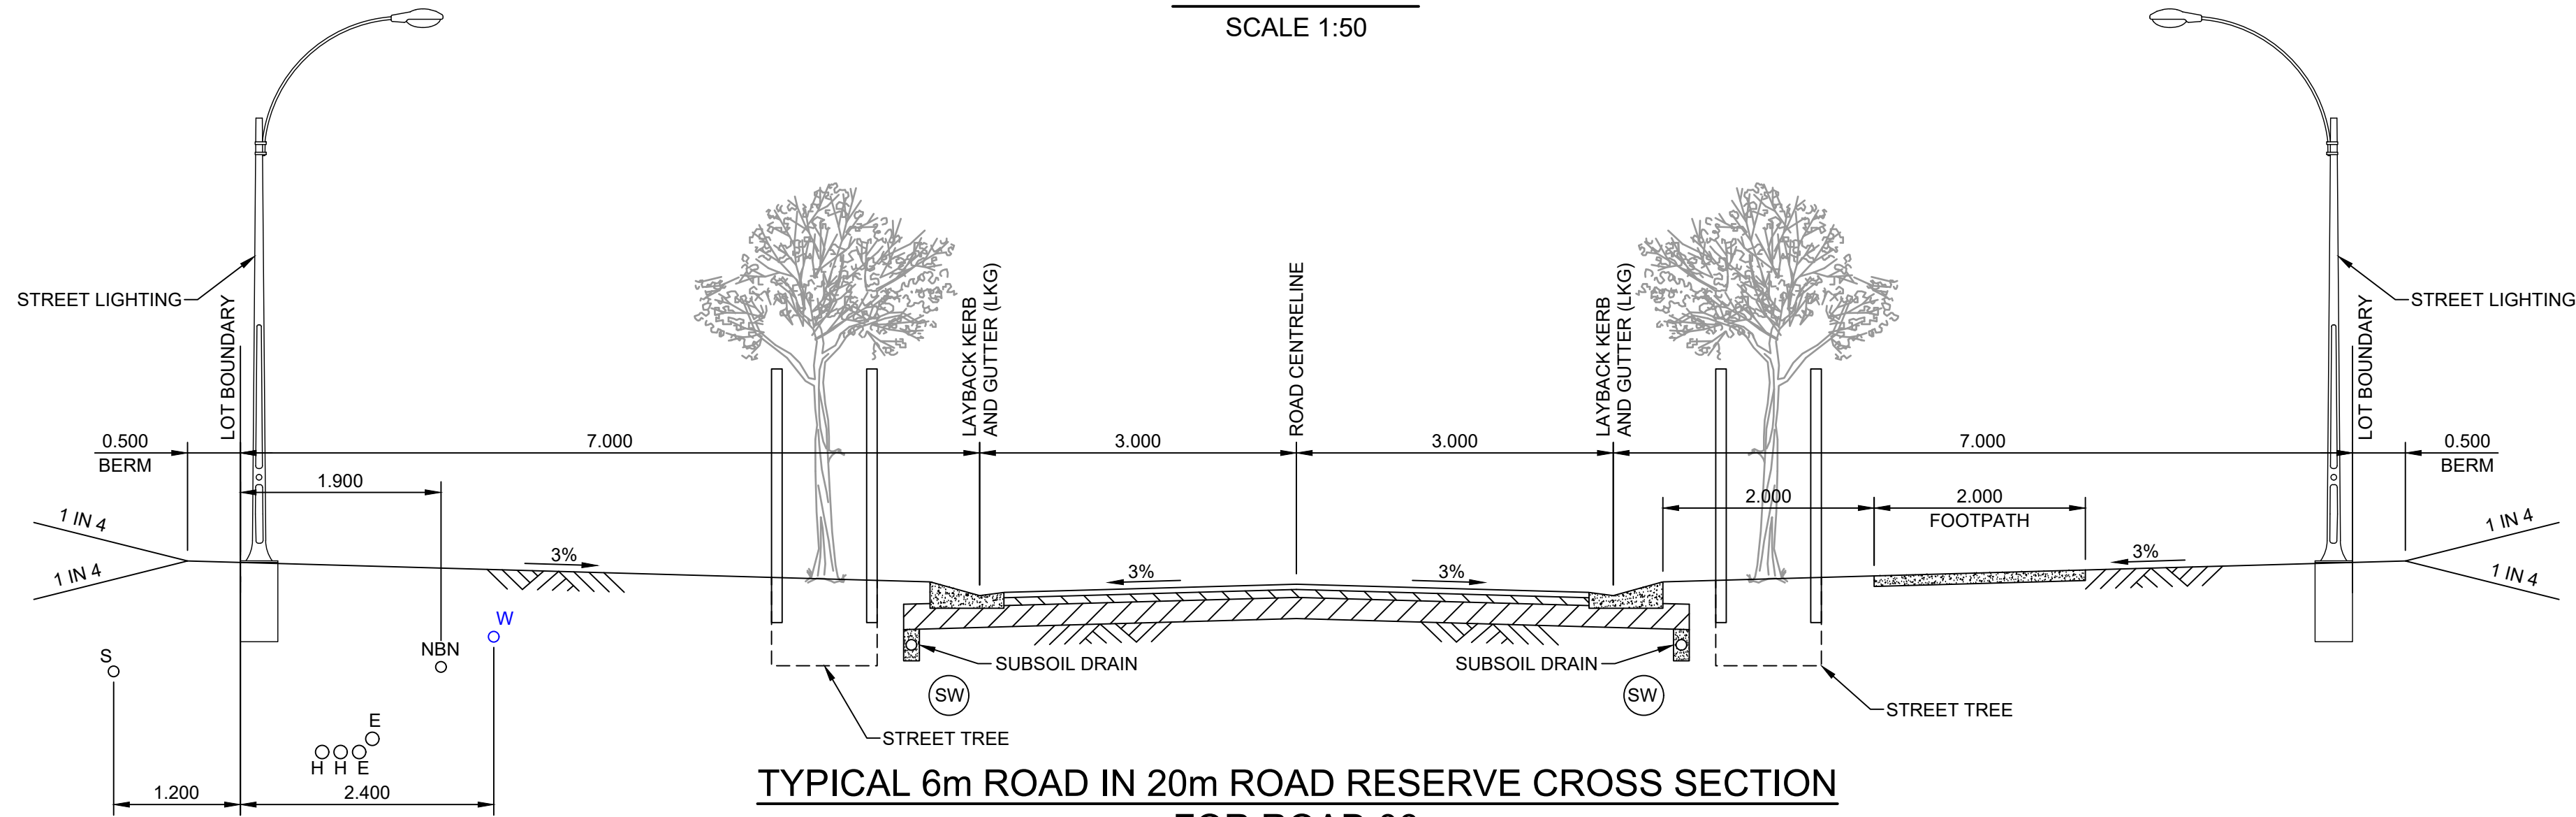 SCALE 1:50
STREET LIGHTING
LOT BOUNDARY
LAYBACK KERB
AND GUTTER (LKG)
ROAD CENTRELINE
LAYBACK KERB
AND GUTTER (LKG)
LOT BOUNDARY
STREET LIGHTING
0.500
BERM
7.000
3.000
3.000
7.000
0.500
BERM
1.900
2.000
2.000
FOOTPATH
1 IN 4
1 IN 4
3%
3%
3%
3%
1 IN 4
1 IN 4
S
NBN
W
E
H H E
SUBSOIL DRAIN
SUBSOIL DRAIN
SW
SW
STREET TREE
STREET TREE
1.200
2.400
TYPICAL 6m ROAD IN 20m ROAD RESERVE CROSS SECTION
FOR ROAD